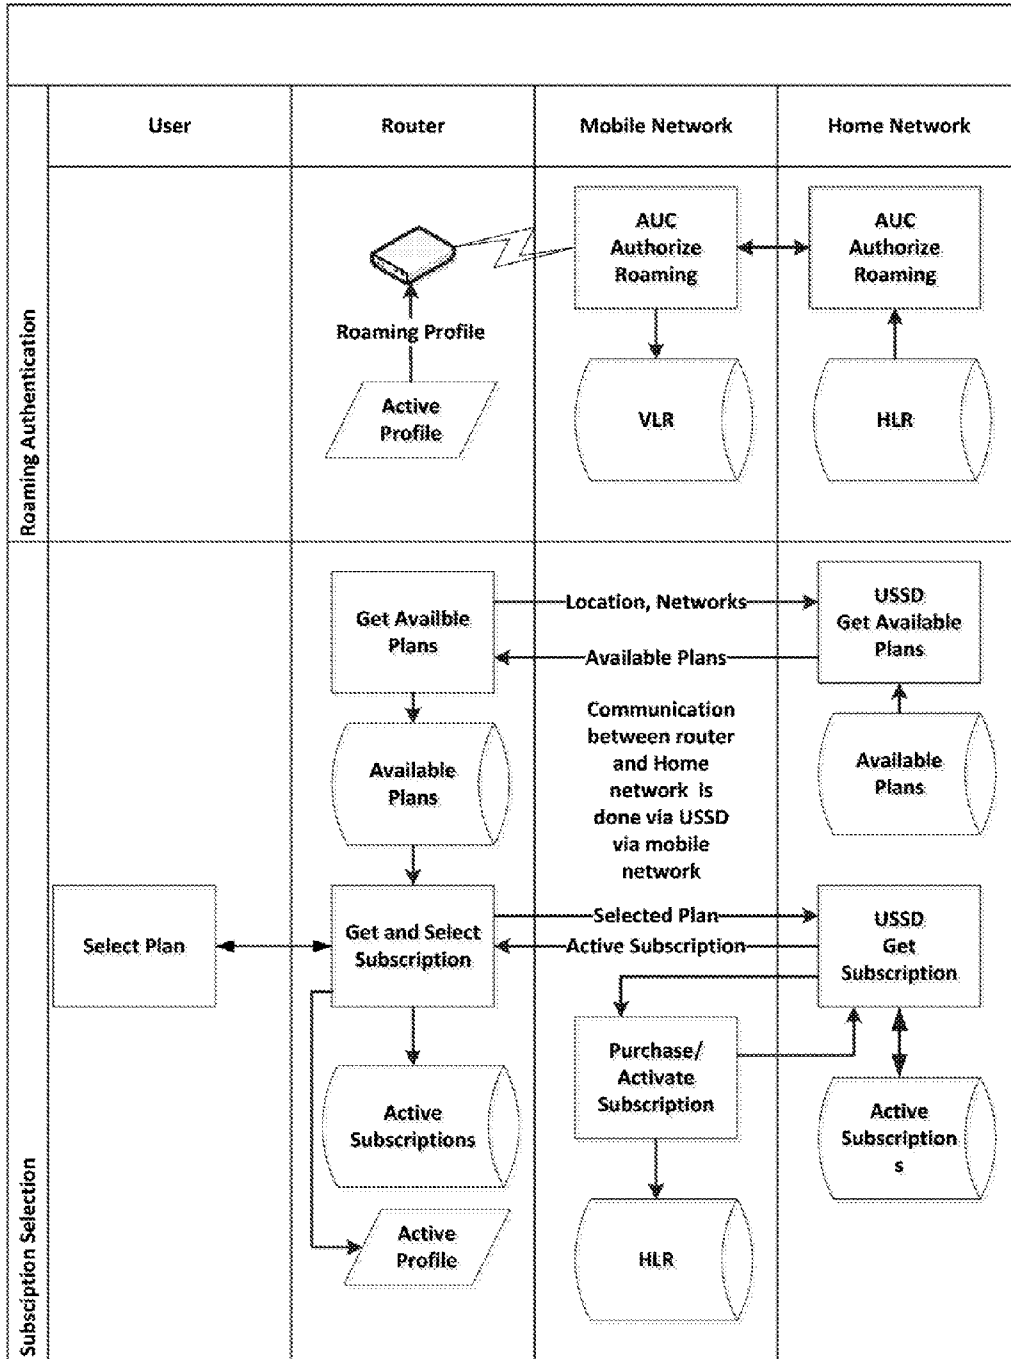 User
Router
Mobile Network
Home Network
Roaming Authentication
AUC
Authorize
Roaming
AUC
Authorize
Roaming
Roaming Profile
Active
Profile
VLR
HLR
Subsciption Selection
Get Availble
Plans
Location, Networks
USSD
Get Available
Plans
Available Plans
Available
Plans
Communication
between router
and Home
network is
done via USSD
via mobile
network
Available
Plans
Select Plan
Get and Select
Subscription
Selected Plan
Active Subscription
USSD
Get
Subscription
Purchase/
Activate
Subscription
Active
Subscriptions
Active
Subscription
s
Active
Profile
HLR